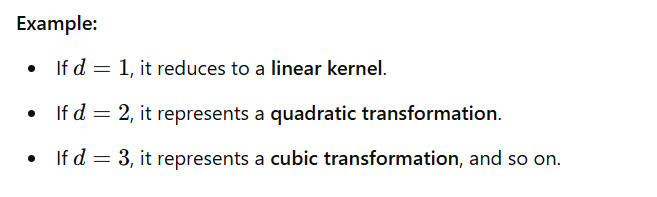 Example:
• If d = 1, it reduces to a linear kernel.
• If d = 2, it represents a quadratic transformation.
• If d = 3, it represents a cubic transformation, and so on.